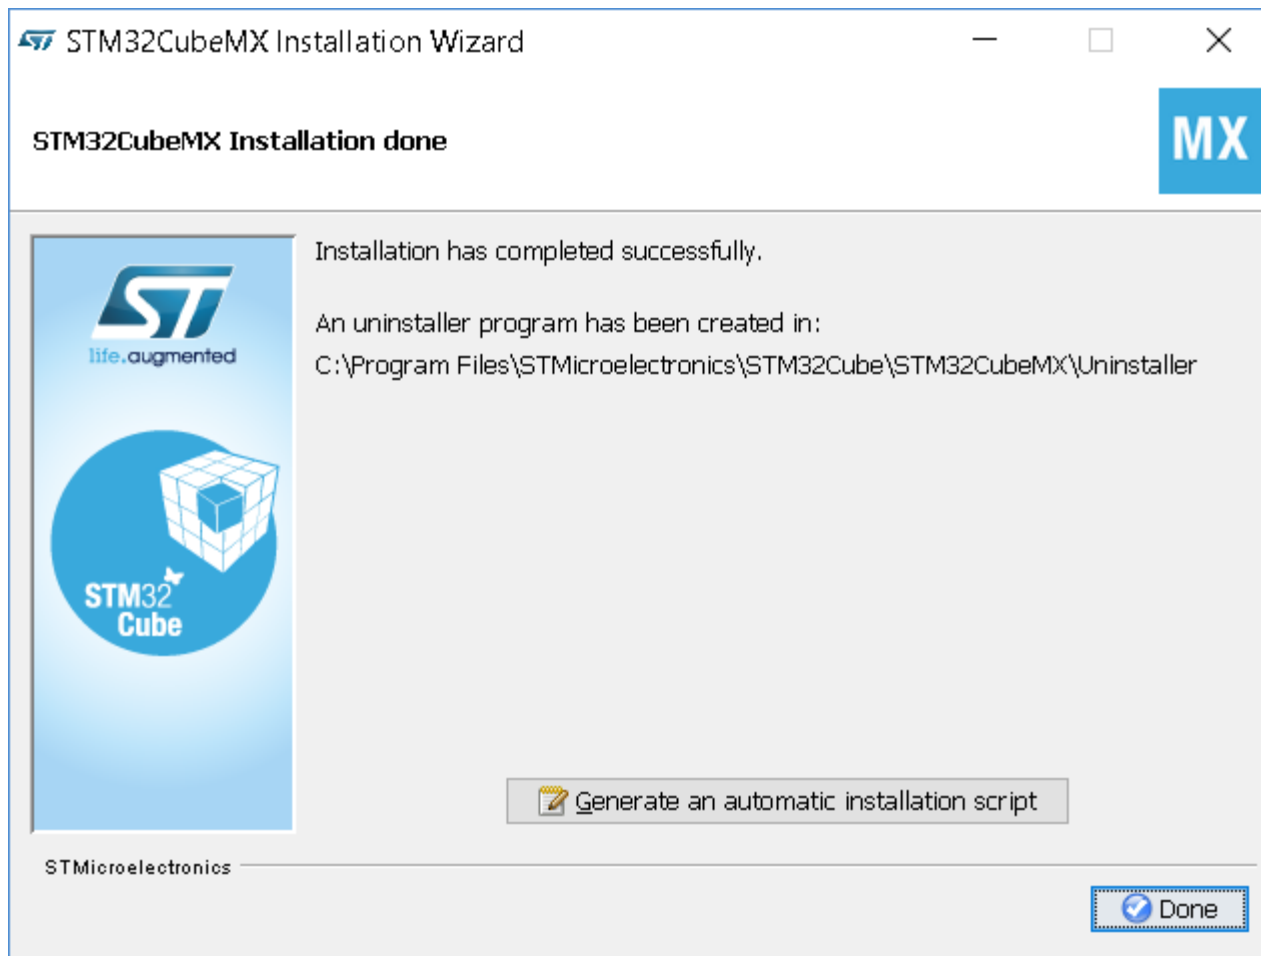 STM32CubeMX Installation Wizard
STM32CubeMX Installation done
MX
ST
life.augmented
STM32
Cube
Installation has completed successfully.
An uninstaller program has been created in:
C:\Program Files\STMicroelectronics\STM32Cube\STM32CubeMX\Uninstaller
Generate an automatic installation script
STMicroelectronics
Done